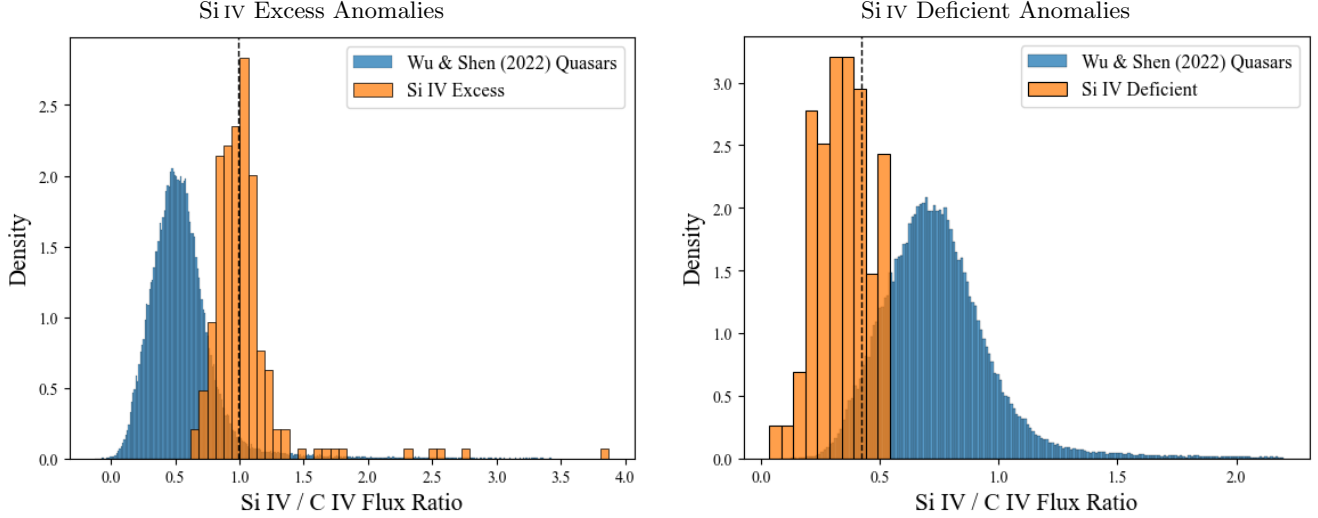 Si IV Excess Anomalies
Wu & Shen (2022) Quasars
Si IV Excess
Density
2.5
2.0
1.5
1.0
0.5
0.0
0.0 0.5 1.0 1.5 2.0 2.5 3.0 3.5 4.0
Si IV / C IV Flux Ratio
Si IV Deficient Anomalies
Wu & Shen (2022) Quasars
Si IV Deficient
Density
3.0
2.5
2.0
1.5
1.0
0.5
0.0
0.0 0.5 1.0 1.5 2.0
Si IV / C IV Flux Ratio